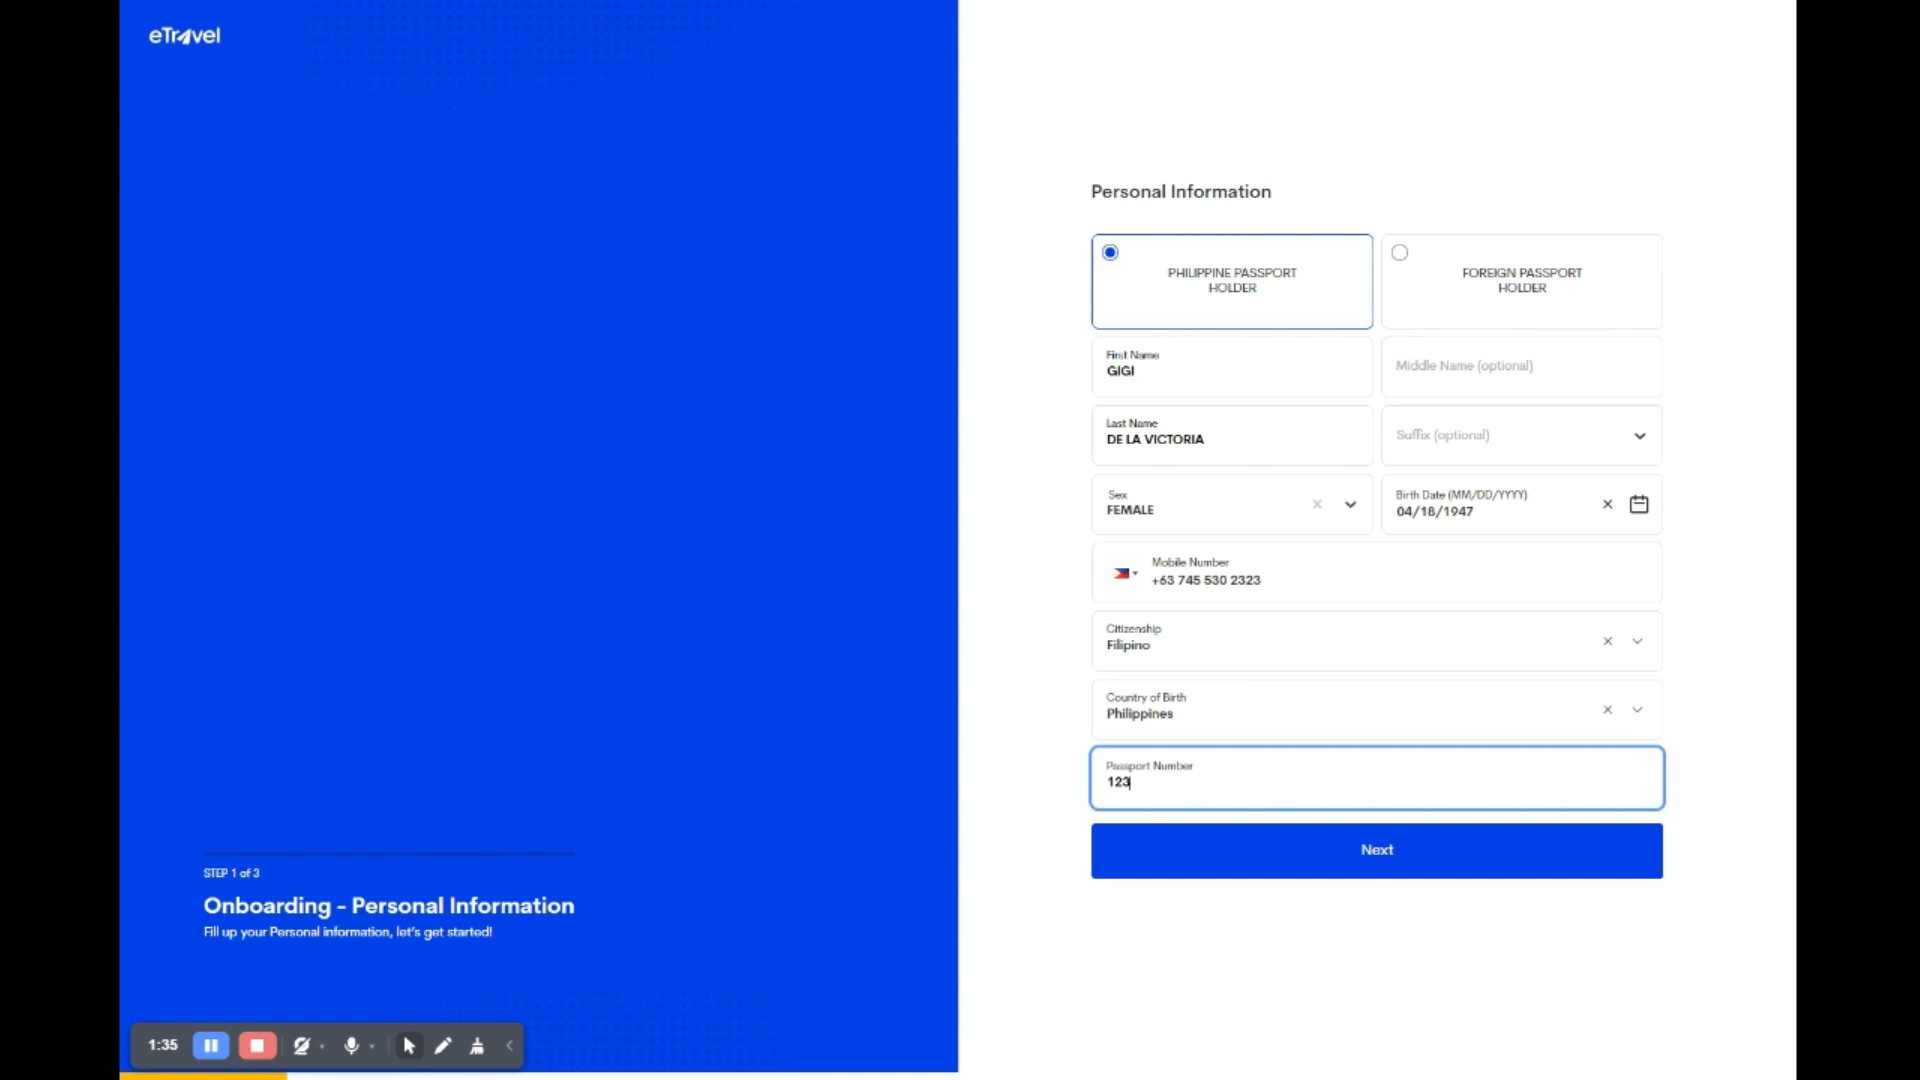 eTravel
Personal Information
PHILIPPINE PASSPORT
HOLDER
FOREIGN PASSPORT
HOLDER
First Name
GIGI
Middle Name (optional)
Last Name
DE LA VICTORIA
Suffix (optional)
Sex
FEMALE
Birth Date (MM/DD/YYYY)
04/18/1947
Mobile Number
+63 745 530 2323
Citizenship
Filipino
Country of Birth
Philippines
Passport Number
123
Next
STEP 1 of 3
Onboarding - Personal Information
Fill up your Personal information, let's get started!
1:35